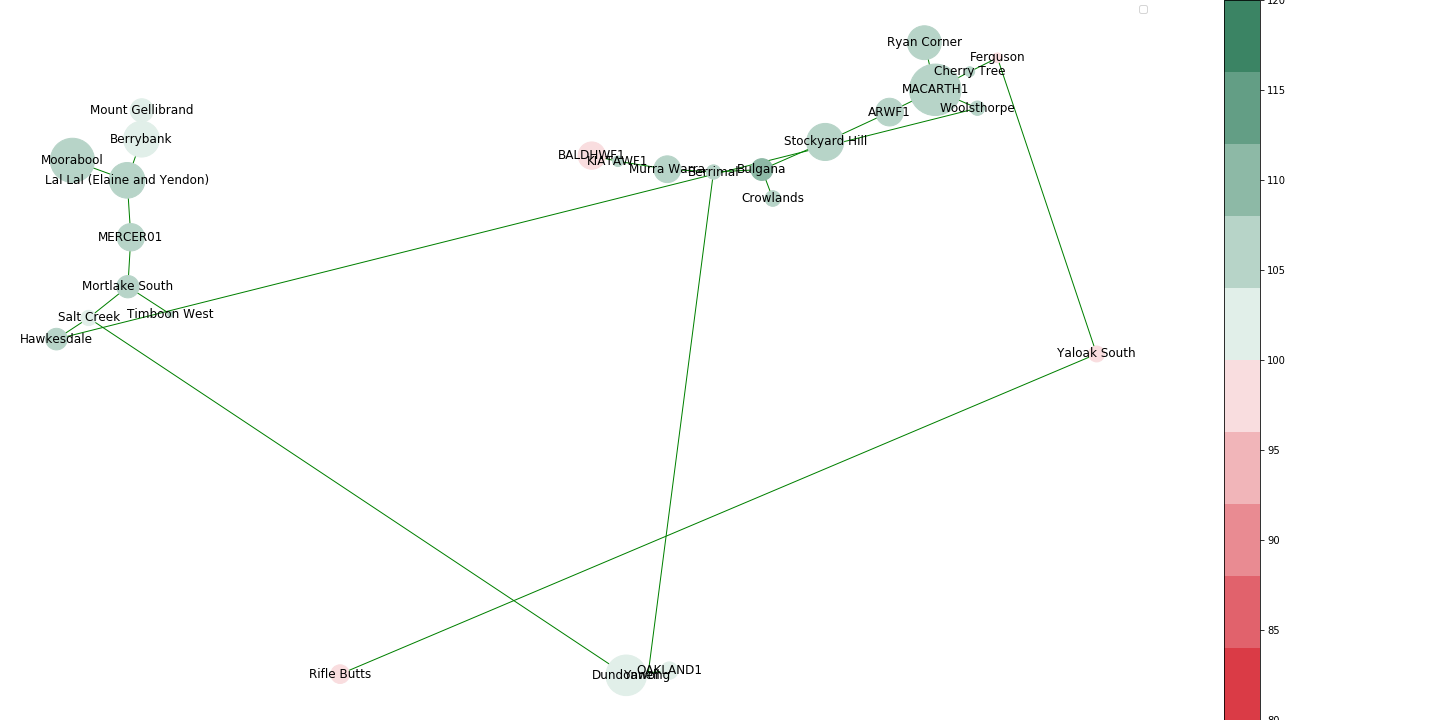 120
Ryan Corner
Ferguson
Cherry Tree
MACARTH1
115
Mount Gellibrand
Woolsthorpe
ARWF1
Berrybank
Stockyard Hill
BALDHWF1
KIATAWF1
Moorabool
Murra Warra
Berrimal
Bulgana
Lal Lal (Elaine and Yendon)
110
Crowlands
MERCER01
105
Mortlake South
Salt Creek
Timboon West
Hawkesdale
Yaloak South
100
95
90
85
Rifle Butts
Dundonnell
Yawong
OAKLAND1
80